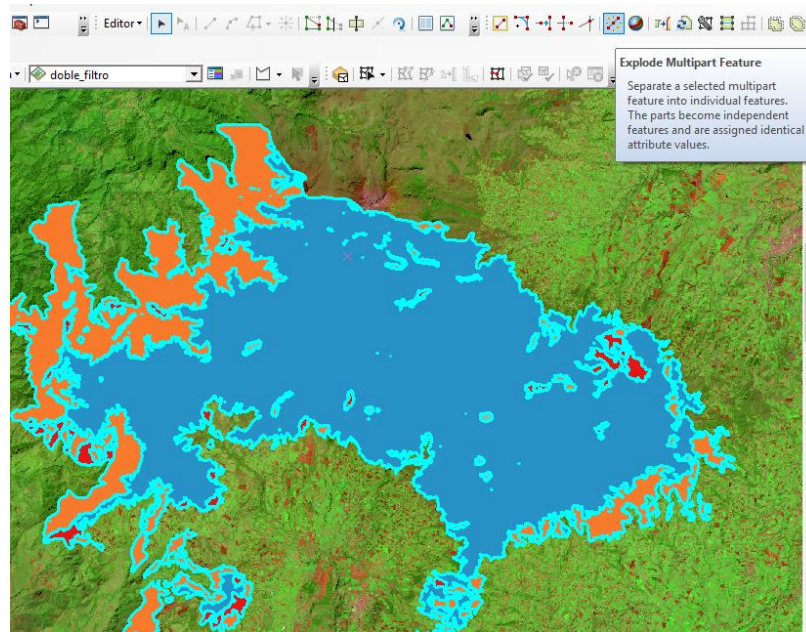 Editor
doble_filtro
Explode Multipart Feature
Separate a selected multipart
feature into individual features.
The parts become independent
features and are assigned identical
attribute values.